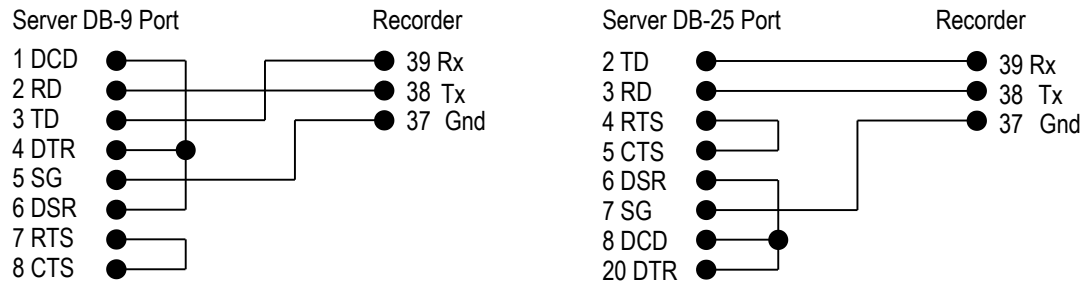 Server DB-9 Port Recorder
1 DCD 39 Rx
2 RD 38 Tx
3 TD 37 Gnd
4 DTR
5 SG
6 DSR
7 RTS
8 CTS
Server DB-25 Port Recorder
2 TD 39 Rx
3 RD 38 Tx
4 RTS 37 Gnd
5 CTS
6 DSR
7 SG
8 DCD
20 DTR